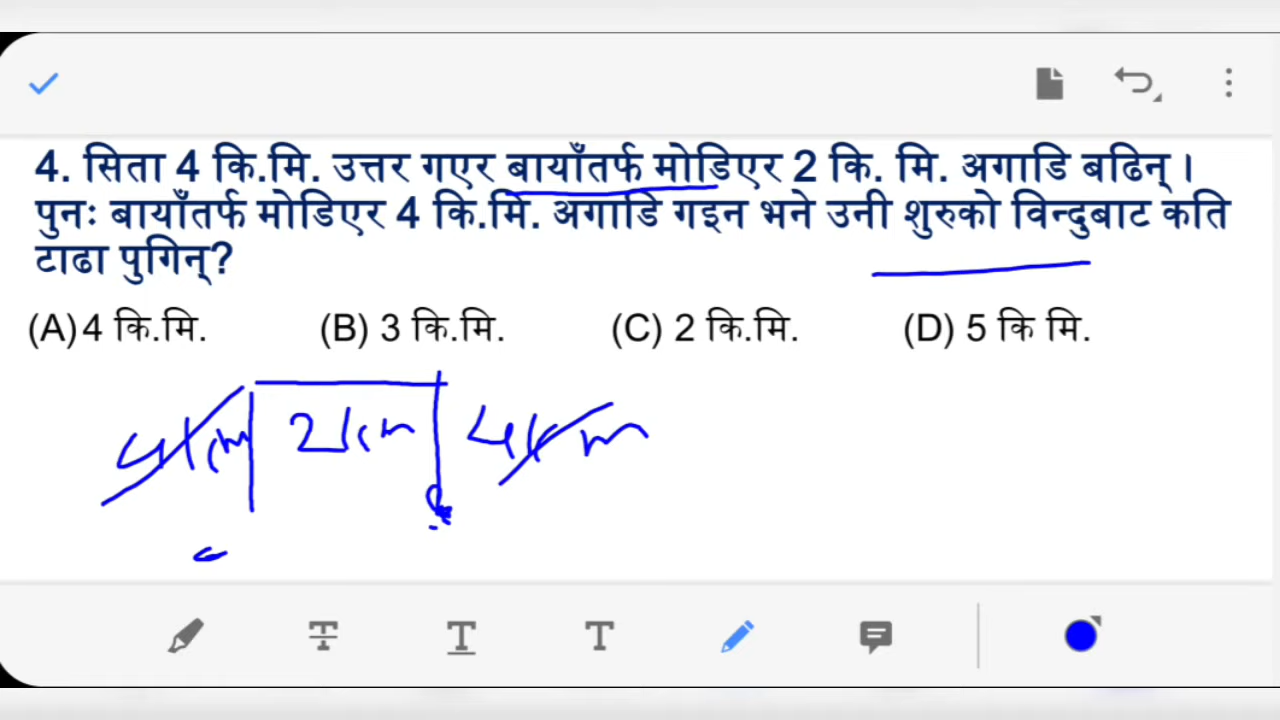 4. सिता 4 कि.मि. उत्तर गएर बायाँतर्फ मोडिएर 2 कि. मि. अगाडि बढिन् ।
पुनः बायाँतर्फ मोडिएर 4 कि.मि. अगाडि गइन भने उनी शुरुको विन्दुबाट कति
टाढा पुगिन्?
(A) 4 कि.मि. (B) 3 कि.मि. (C) 2 कि.मि. (D) 5 कि मि.
4km 2km 4km
T T T